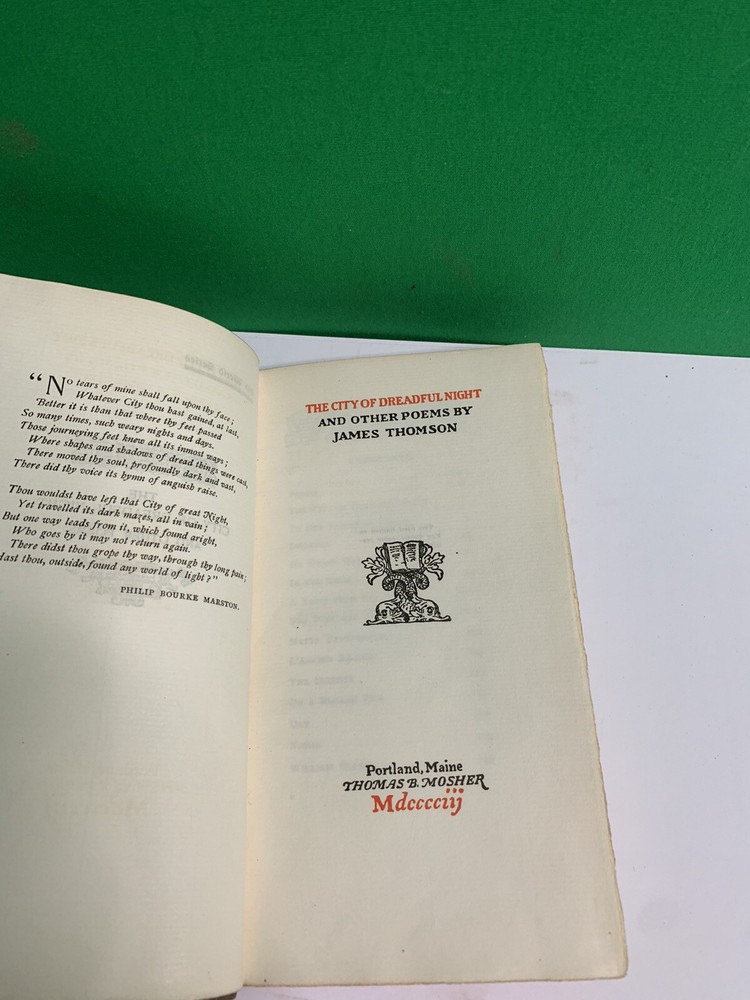 “No tears of mine shall fall upon thy face;
Whatever City thou hast gained, at last,
Better it is than that where thy feet passed
So many times, such weary nights and days.
Those journeying feet knew all its inmost ways;
Where shapes and shadows of dread things were cast,
There moved thy soul, profoundly dark and vast,
There did thy voice its hymn of anguish raise.
Thou wouldst have left that City of great Night,
Yet travelled its dark mazes, all in vain;
But one way leads from it, which found aright,
Who goes by it may not return again.
There didst thou grope thy way, through thy long pain;
Hast thou, outside, found any world of light?”
PHILIP BOURKE MARSTON.
THE CITY OF DREADFUL NIGHT
AND OTHER POEMS BY
JAMES THOMSON
Portland, Maine
THOMAS B. MOSHER
Mdcccciij